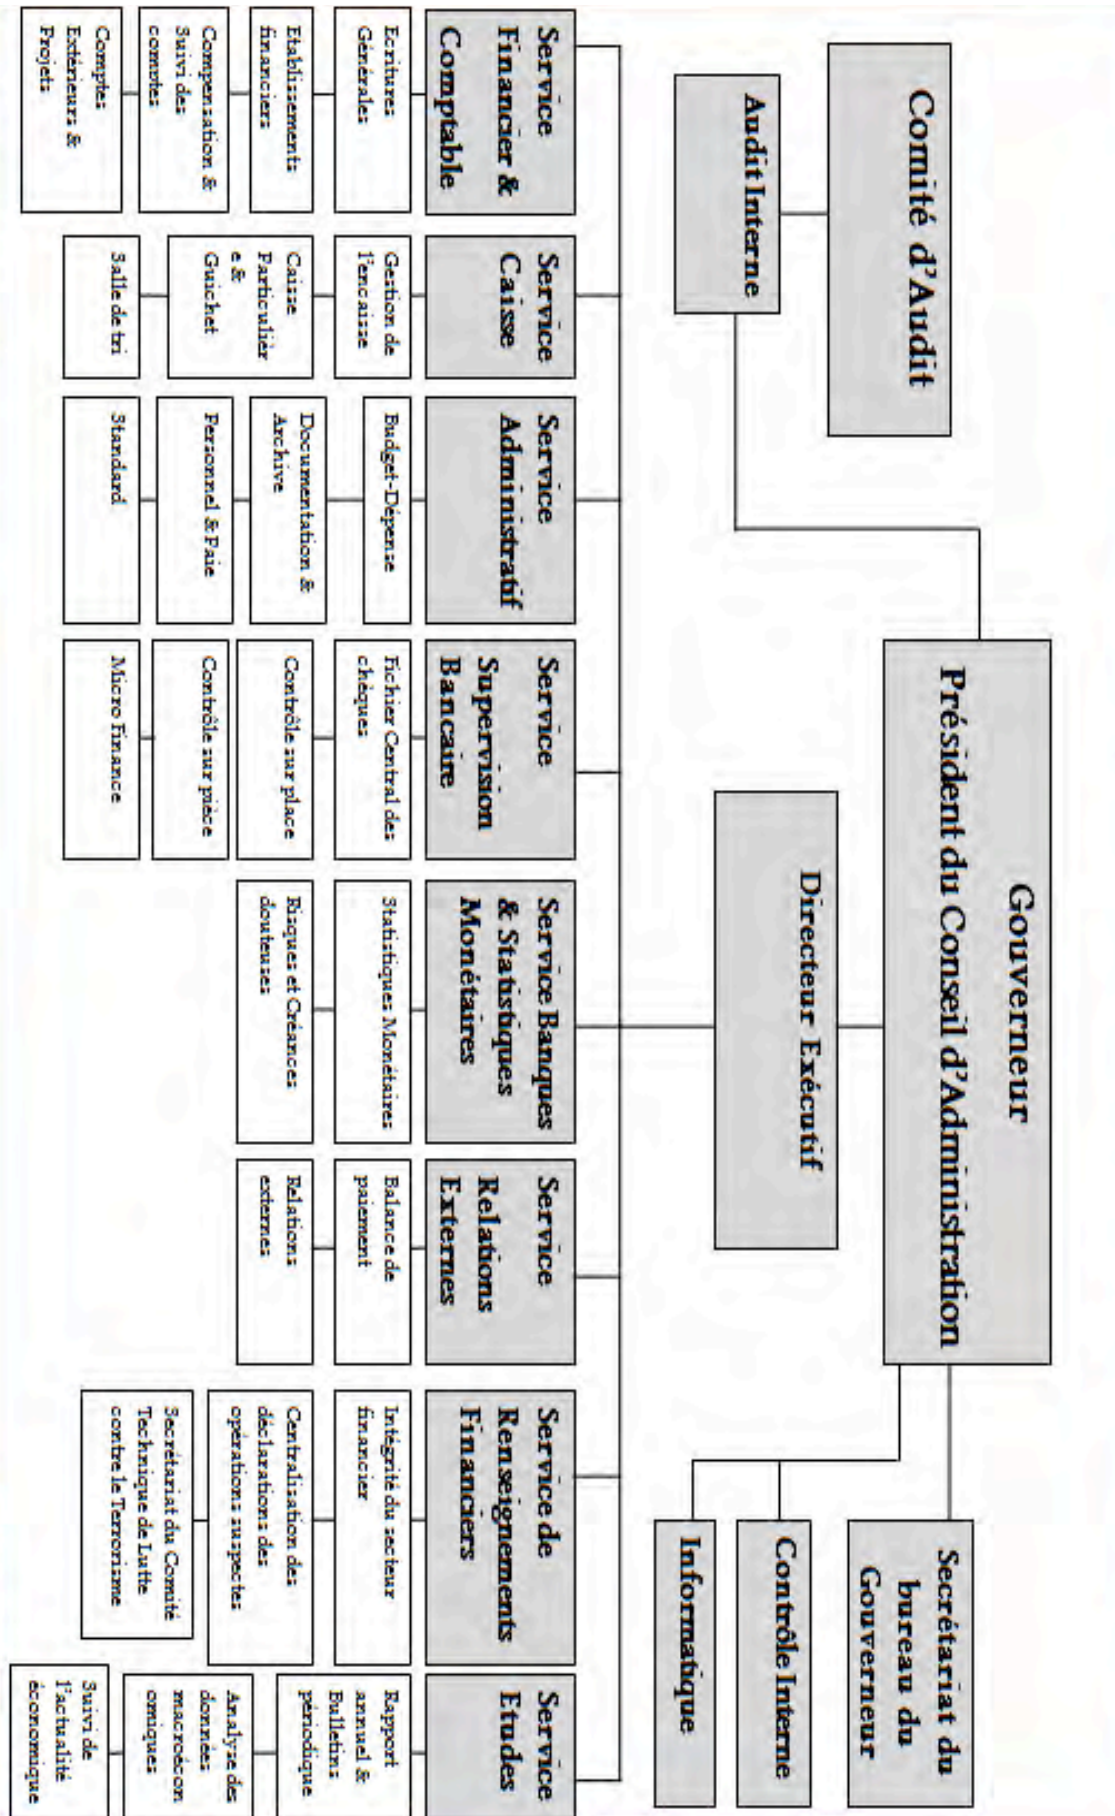 Gouverneur
Président du Conseil d'Administration
Comité d'Audit
Audit Interne
Directeur Exécutif
Secrétariat du
bureau du
Gouverneur
Contrôle Interne
Informatique
Service
Financier &
Comptable
Ecritures
Générales
Etablissements
financiers
Compensation &
Suivi des
comptes
Comptes
Extérieurs &
Projets
Service
Caisse
Gestion de
l'encaisse
Caisse
Particulièr
e &
Guichet
Salle de tri
Service
Administratif
Budget-Dépense
Documentation &
Archive
Personnel & Paie
Standard
Service
Supervision
Bancaire
Fichier Central des
chèques
Contrôle sur place
Contrôle sur pièce
Micro Finance
Service Banques
& Statistiques
Monétaires
Statistiques Monétaires
Risques et Créances
douteuses
Service
Relations
Externes
Balance de
paiement
Relations
externes
Service de
Renseignements
Financiers
Intégrité du secteur
financier
Centralisation des
déclarations des
opérations suspectes
Secrétariat du Comité
Technique de Lutte
contre le Terrorisme
Service
Etudes
Rapport
annuel &
Bulletins
périodique
Analyse des
données
macroécon
omiques
Suivi de
l'actualité
économique